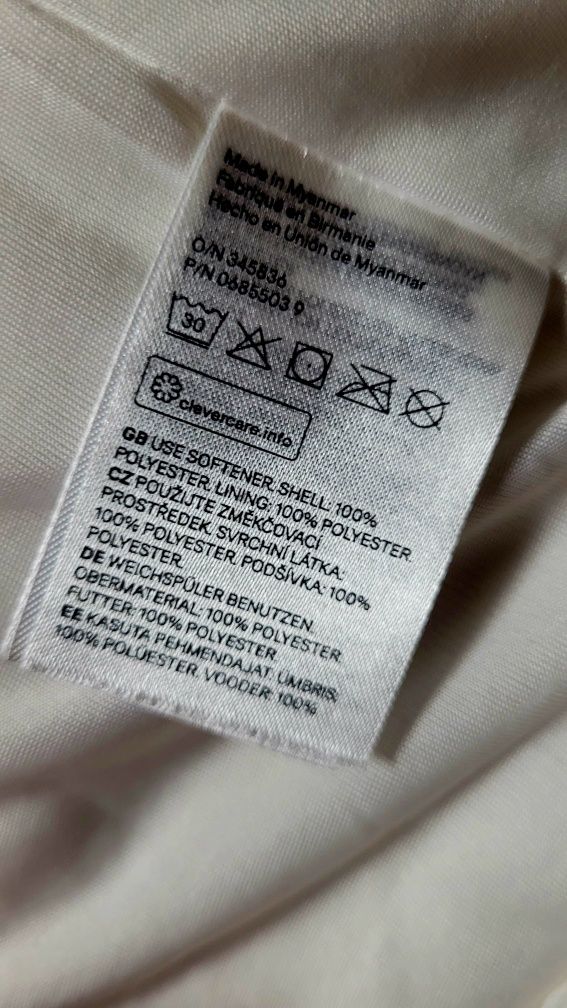 Made in Myanmar
Fabriqué en Birmanie
Hecho en Unión de Myanmar
O/N 345836
P/N 0685503 9
30
clevercare.info
GB USE SOFTENER. SHELL: 100%
POLYESTER. LINING: 100% POLYESTER.
CZ POUŽIJTE ZMĚKČOVACÍ
PROSTŘEDEK. SVRCHNÍ LÁTKA:
100% POLYESTER. PODŠÍVKA: 100%
POLYESTER.
DE WEICHSPÜLER BENUTZEN.
OBERMATERIAL: 100% POLYESTER.
FUTTER: 100% POLYESTER
EE KASUTA PEHMENDAJAT. ÜMBRIS:
100% POLÜESTER. VOODER: 100%